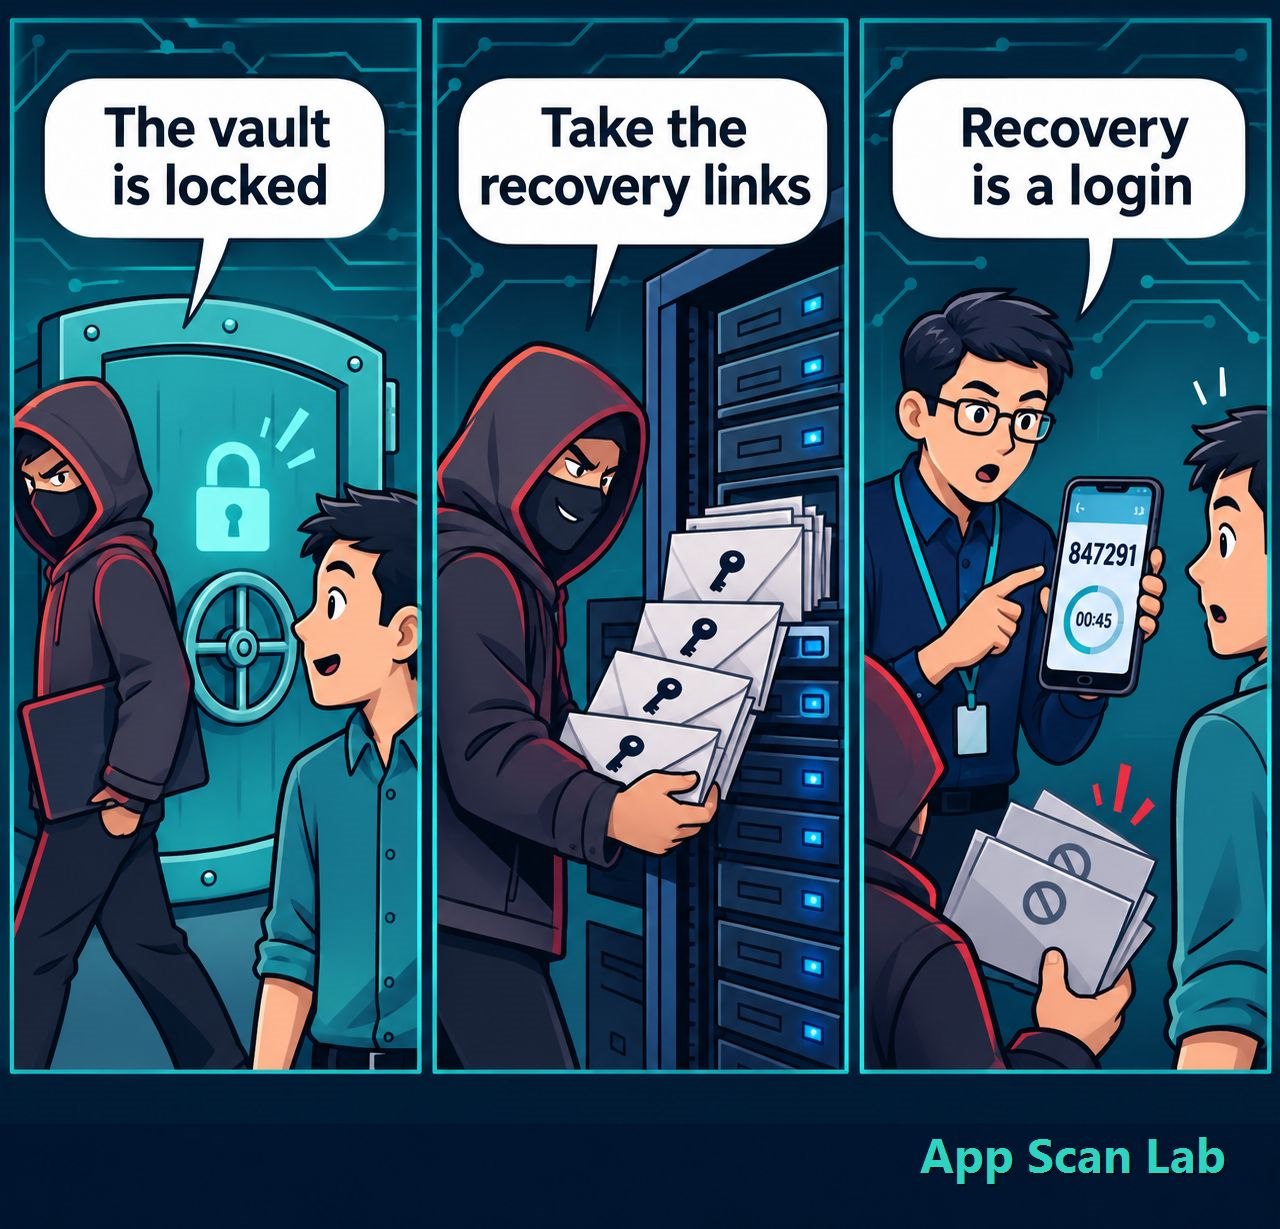 The vault
is locked
Take the
recovery links
Recovery
is a login
847291
00:45
App Scan Lab